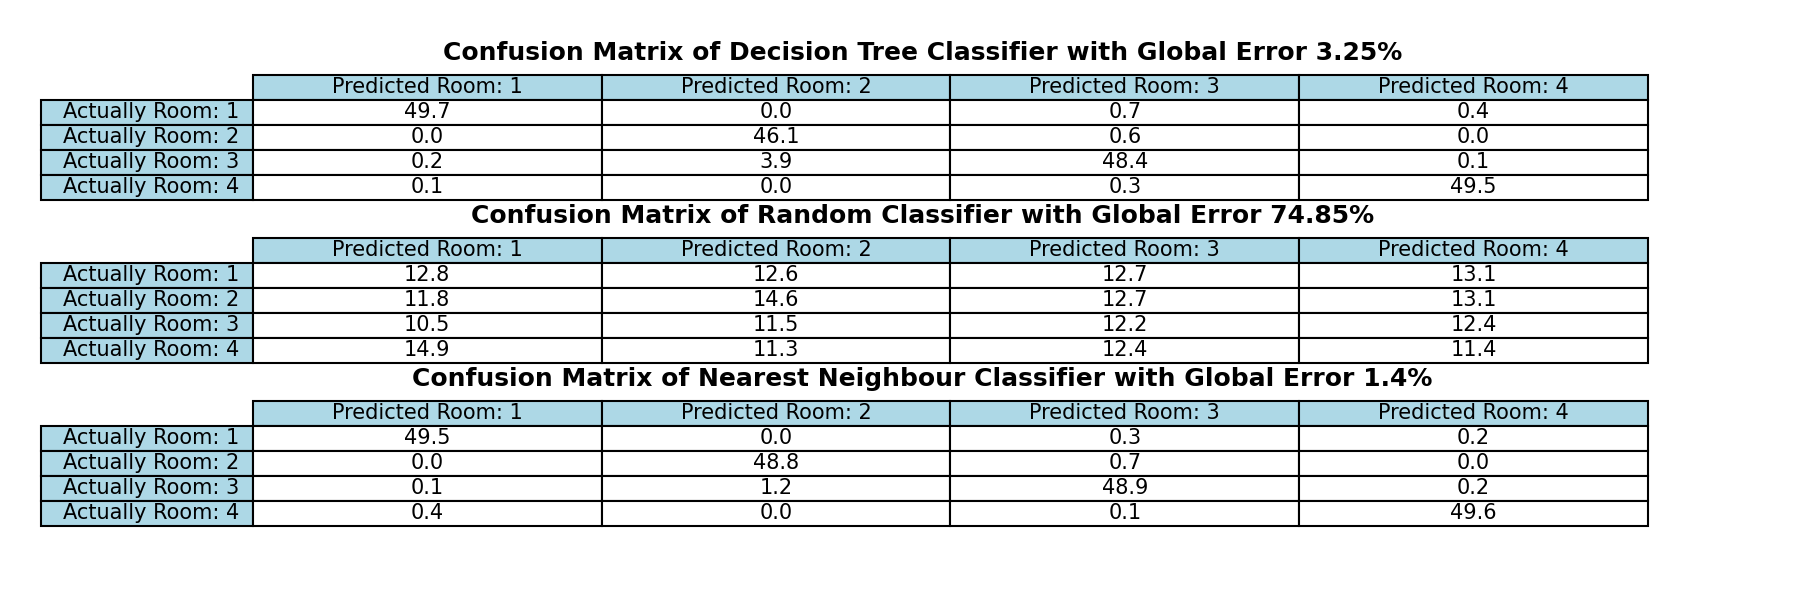 Confusion Matrix of Decision Tree Classifier with Global Error 3.25%
Predicted Room: 1 Predicted Room: 2 Predicted Room: 3 Predicted Room: 4
Actually Room: 1 49.7 0.0 0.7 0.4
Actually Room: 2 0.0 46.1 0.6 0.0
Actually Room: 3 0.2 3.9 48.4 0.1
Actually Room: 4 0.1 0.0 0.3 49.5
Confusion Matrix of Random Classifier with Global Error 74.85%
Predicted Room: 1 Predicted Room: 2 Predicted Room: 3 Predicted Room: 4
Actually Room: 1 12.8 12.6 12.7 13.1
Actually Room: 2 11.8 14.6 12.7 13.1
Actually Room: 3 10.5 11.5 12.2 12.4
Actually Room: 4 14.9 11.3 12.4 11.4
Confusion Matrix of Nearest Neighbour Classifier with Global Error 1.4%
Predicted Room: 1 Predicted Room: 2 Predicted Room: 3 Predicted Room: 4
Actually Room: 1 49.5 0.0 0.3 0.2
Actually Room: 2 0.0 48.8 0.7 0.0
Actually Room: 3 0.1 1.2 48.9 0.2
Actually Room: 4 0.4 0.0 0.1 49.6